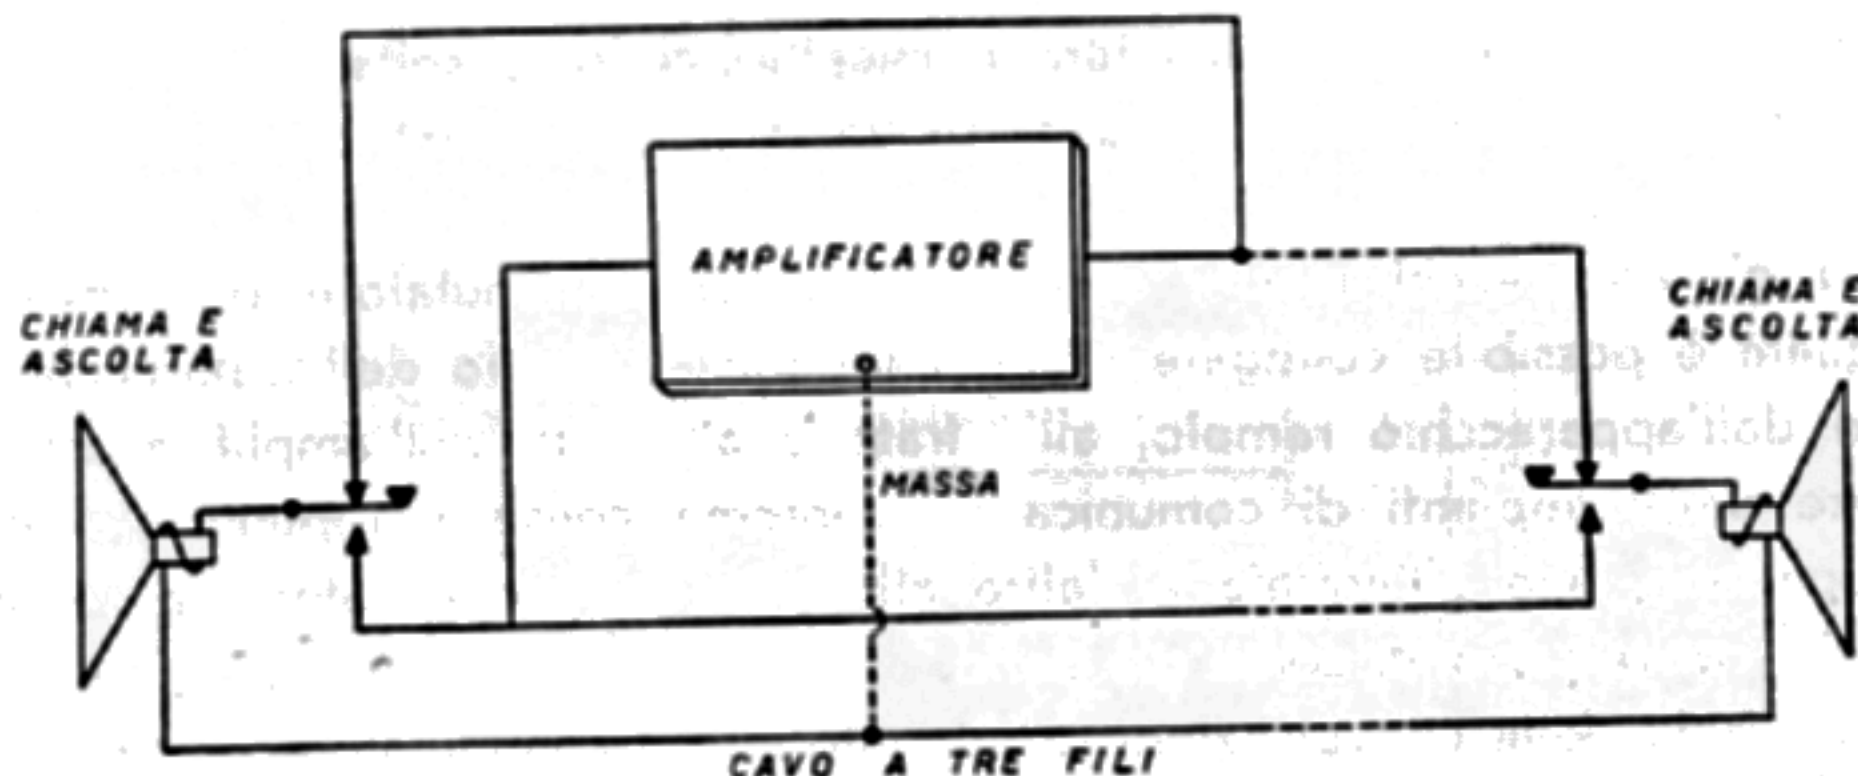 AMPLIFICATORE
CHIAMA E
ASCOLTA
CHIAMA E
ASCOLTA
MASSA
CAVO A TRE FILI